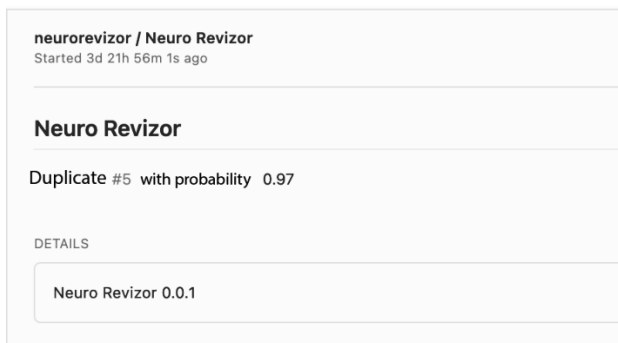 neurorevizor / Neuro Revizor
Started 3d 21h 56m 1s ago
Neuro Revizor
Duplicate #5 with probability 0.97
DETAILS
Neuro Revizor 0.0.1